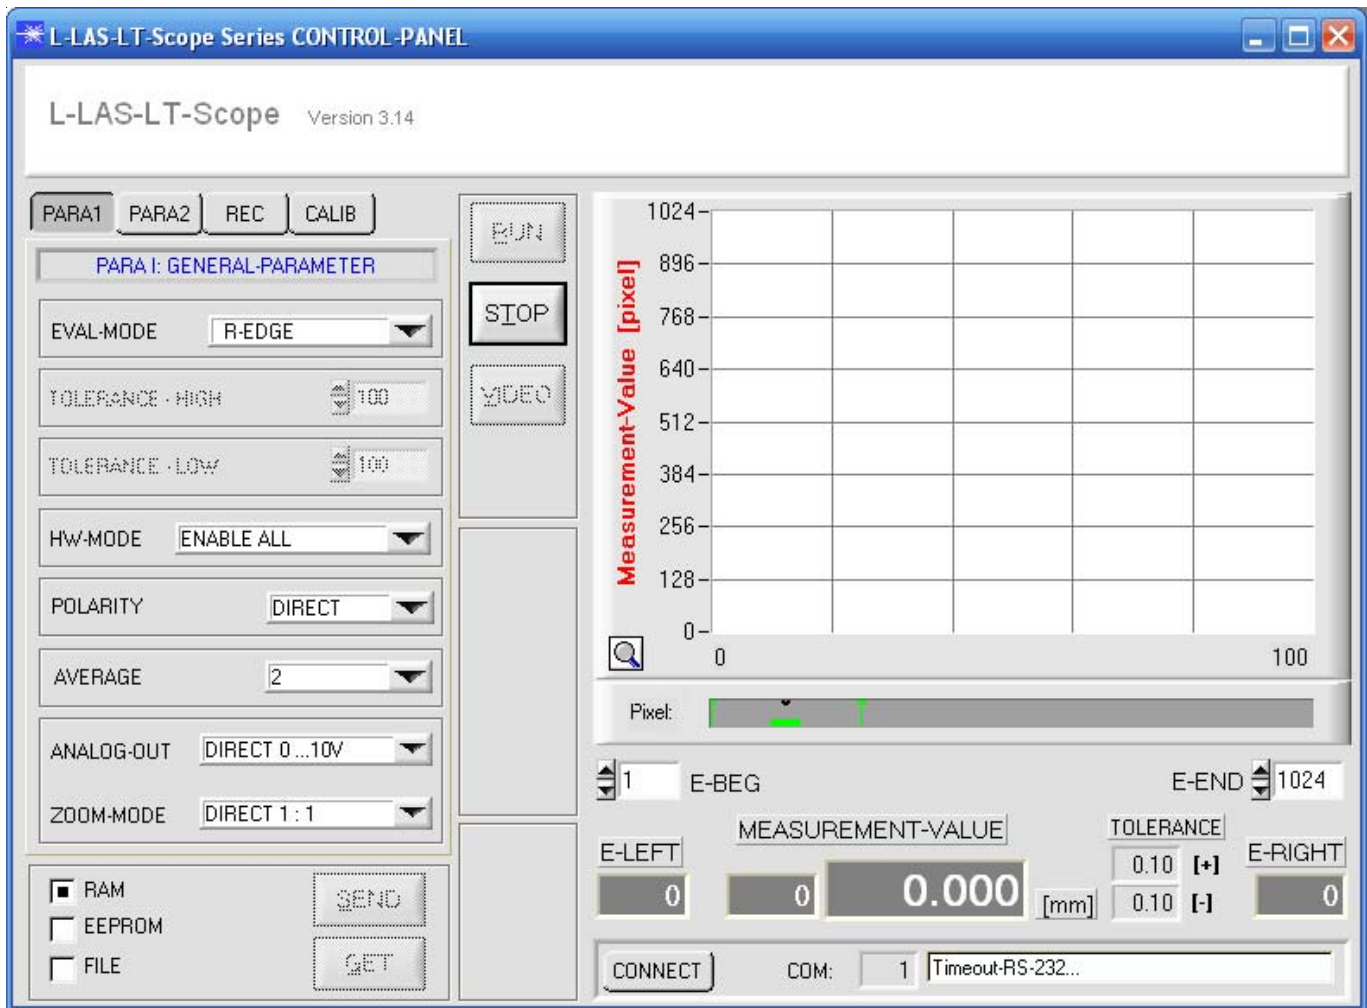 L-LAS-LT-Scope Series CONTROL-PANEL
L-LAS-LT-Scope Version 3.14
PARA1 PARA2 REC CALIB
PARA I: GENERAL-PARAMETER
EVAL-MODE R-EDGE
TOLERANCE - HIGH 100
TOLERANCE - LOW 100
HW-MODE ENABLE ALL
POLARITY DIRECT
AVERAGE 2
ANALOG-OUT DIRECT 0 ...10V
ZOOM-MODE DIRECT 1 : 1
RAM
EEPROM
FILE
SEND
GET
RUN
STOP
VIDEO
Measurement-Value [pixel]
1024
896
768
640
512
384
256
128
0
0 100
Pixel:
1 E-BEG E-END 1024
MEASUREMENT-VALUE TOLERANCE
E-LEFT E-RIGHT
0.10 [+]
0 0 0.000 [mm] 0.10 [-] 0
CONNECT COM: 1 Timeout-RS-232...